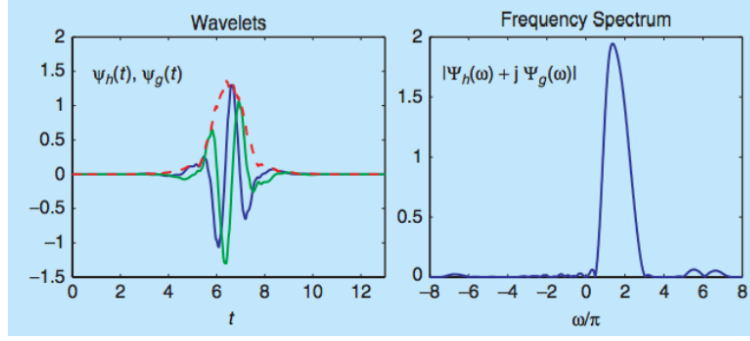 Wavelets
2
1.5
1
0.5
0
−0.5
−1
−1.5
ψh(t), ψg(t)
0 2 4 6 8 10 12
t
Frequency Spectrum
2
1.5
1
0.5
0
|Ψh(ω) + j Ψg(ω)|
−8 −6 −4 −2 0 2 4 6 8
ω/π